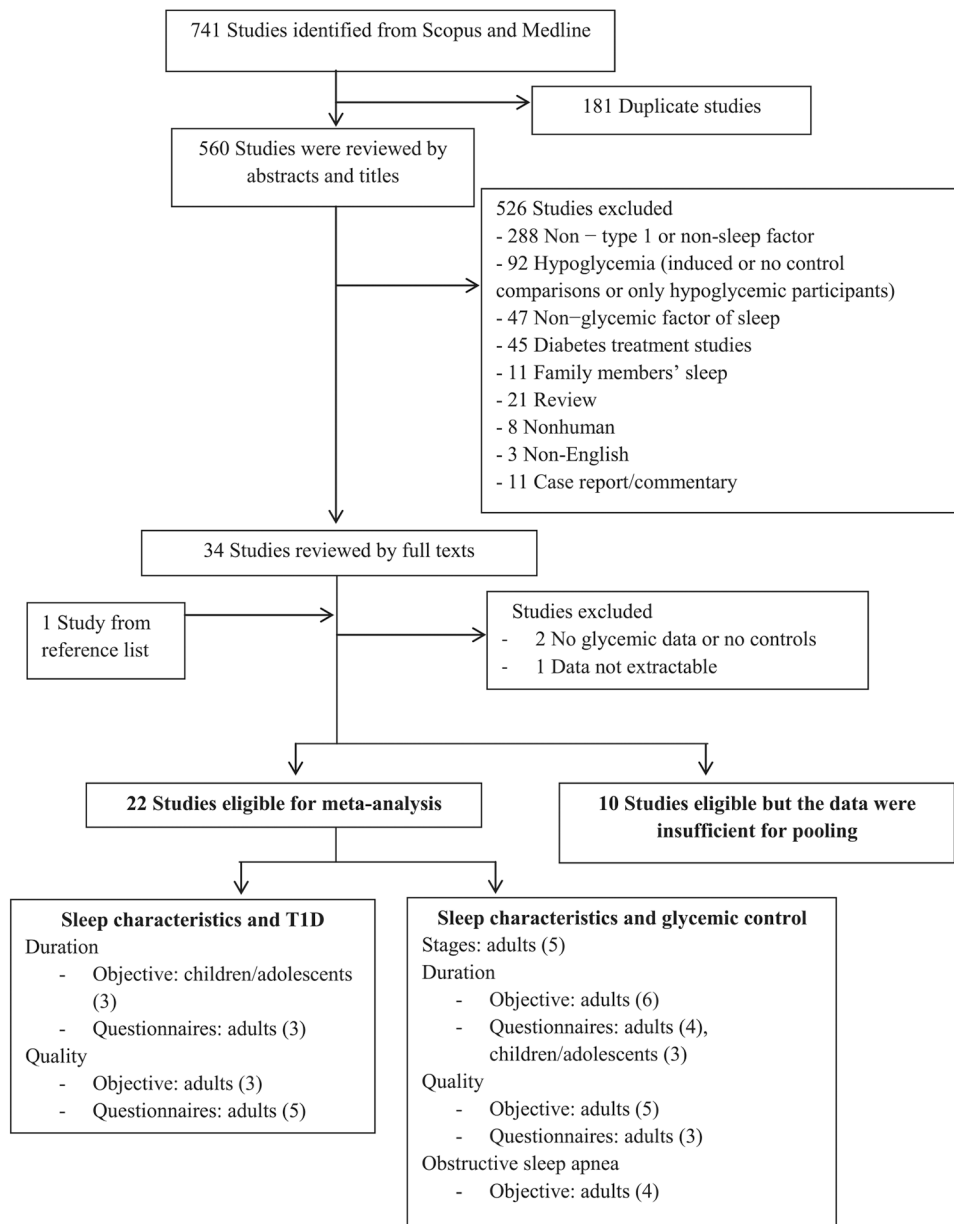 741 Studies identified from Scopus and Medline
181 Duplicate studies
560 Studies were reviewed by
abstracts and titles
526 Studies excluded
- 288 Non − type 1 or non-sleep factor
- 92 Hypoglycemia (induced or no control
comparisons or only hypoglycemic participants)
- 47 Non−glycemic factor of sleep
- 45 Diabetes treatment studies
- 11 Family members’ sleep
- 21 Review
- 8 Nonhuman
- 3 Non-English
- 11 Case report/commentary
34 Studies reviewed by full texts
1 Study from
reference list
Studies excluded
- 2 No glycemic data or no controls
- 1 Data not extractable
22 Studies eligible for meta-analysis
10 Studies eligible but the data were
insufficient for pooling
Sleep characteristics and T1D
Duration
- Objective: children/adolescents
(3)
- Questionnaires: adults (3)
Quality
- Objective: adults (3)
- Questionnaires: adults (5)
Sleep characteristics and glycemic control
Stages: adults (5)
Duration
- Objective: adults (6)
- Questionnaires: adults (4),
children/adolescents (3)
Quality
- Objective: adults (5)
- Questionnaires: adults (3)
Obstructive sleep apnea
- Objective: adults (4)